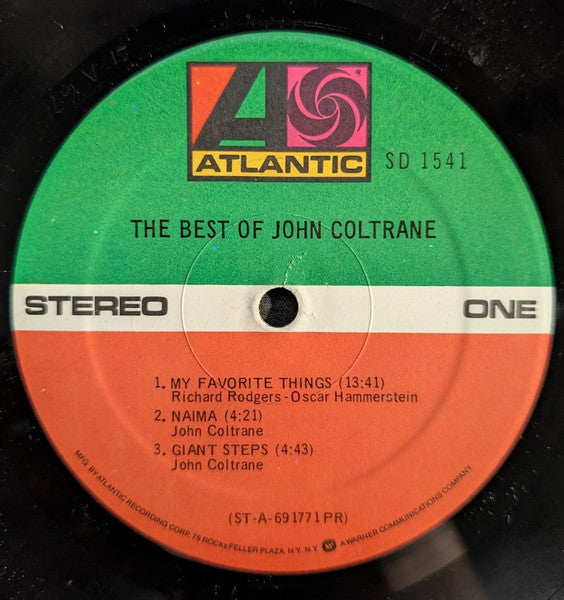 ATLANTIC
SD 1541
THE BEST OF JOHN COLTRANE
STEREO
ONE
1. MY FAVORITE THINGS (13:41)
Richard Rodgers-Oscar Hammerstein
2. NAIMA (4:21)
John Coltrane
3. GIANT STEPS (4:43)
John Coltrane
(ST-A-691771 PR)
MFG. BY ATLANTIC RECORDING CORP. 75 ROCKEFELLER PLAZA, N.Y. N.Y. A WARNER COMMUNICATIONS COMPANY